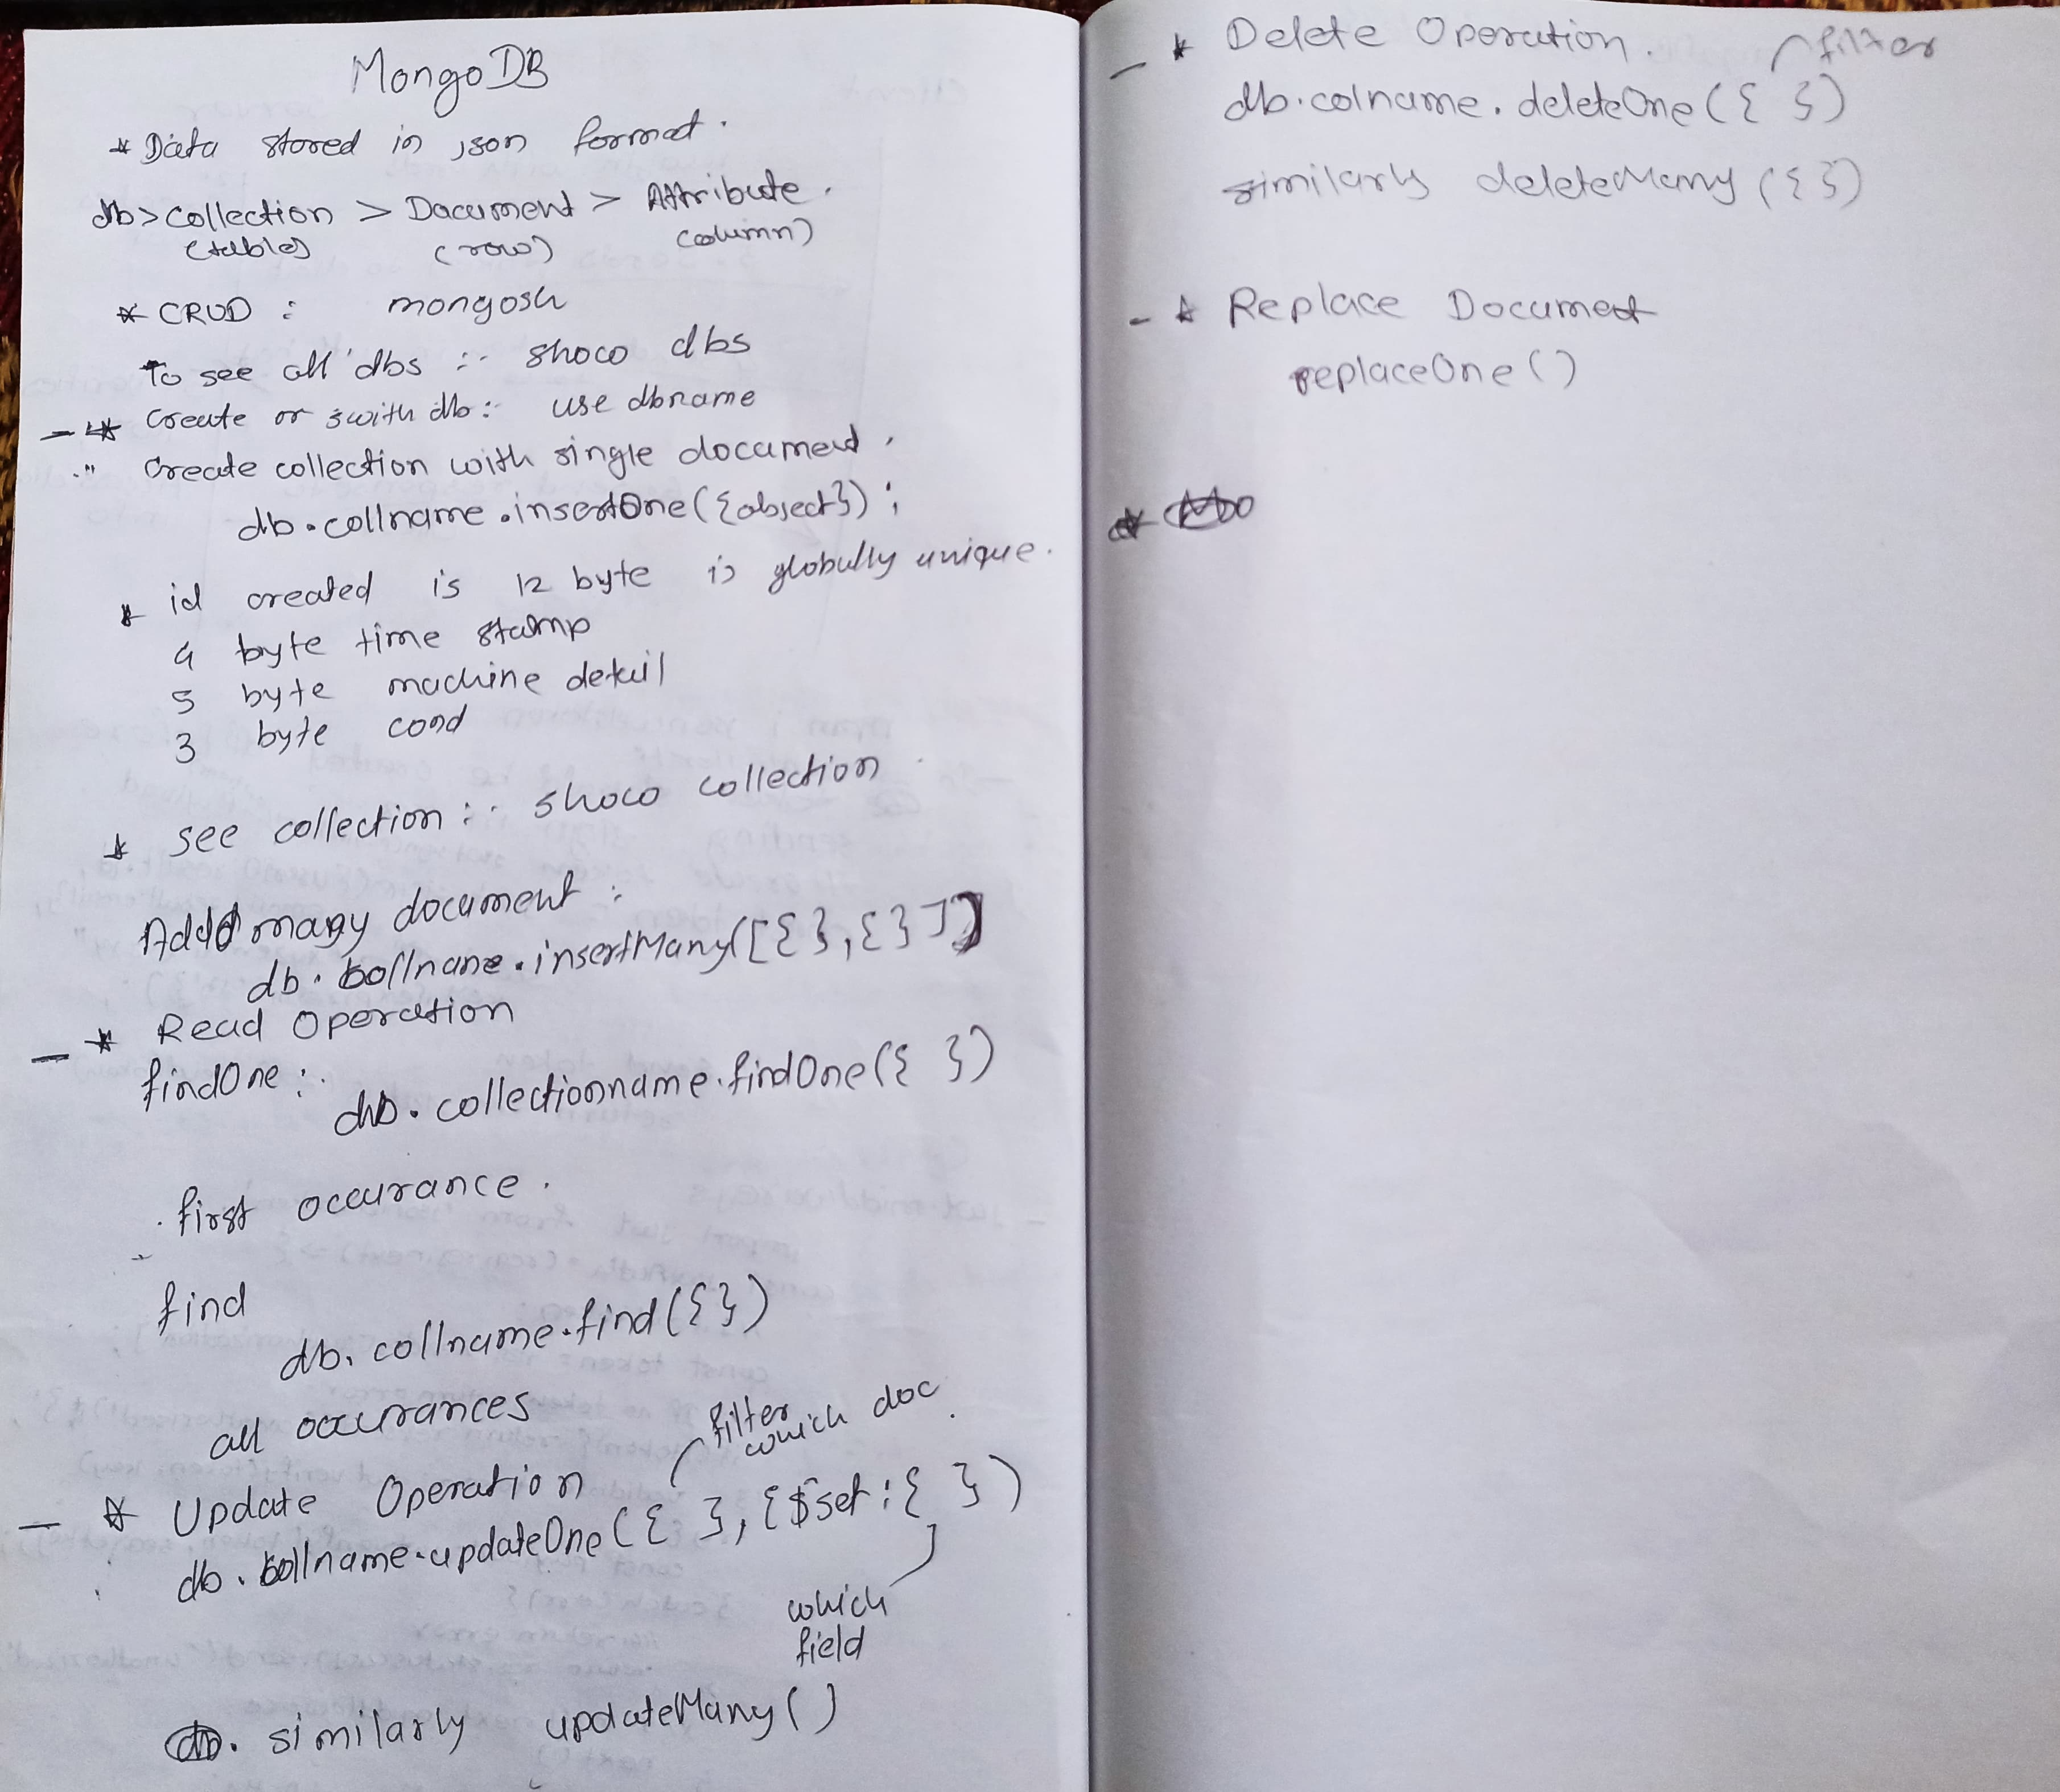 MongoDB
* Data stored in json format.
db > collection > Document > Attribute.
(table) (row) (column)
* CRUD : mongosh
To see all dbs :- show dbs
* Create or swith db :- use dbname
Create collection with single document.
db.collname.insertOne({object});
* id created is 12 byte is globally unique.
4 byte time stamp
5 byte machine detail
3 byte
* see collection :- show collection
Add many document :
db.collname.insertMany([{ },{ }])
* Read Operation
findOne :- db.collectionname.findOne({ })
first occurance.
find
db.collname.find({})
all occurances
filter which doc
* Update Operation
db.collname.updateOne({ }, {$set:{ })
which field
similarly updateMany()
* Delete Operation. filter
db.colname.deleteOne({ })
similarly deleteMany({})
* Replace Document
replaceOne()